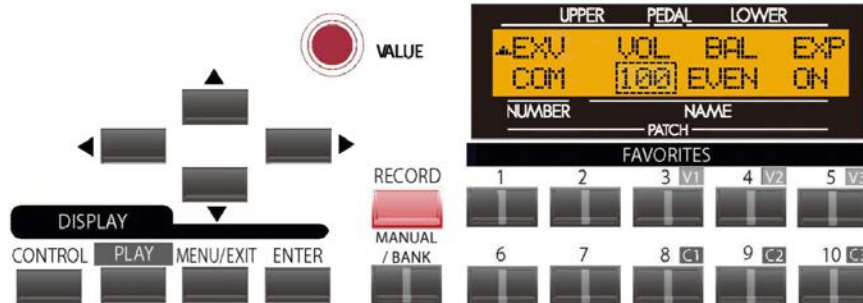 UPPER PEDAL LOWER
VALUE
EXV VOL BAL EXP
COM 100 EVEN ON
NUMBER NAME
PATCH
FAVORITES
RECORD
1 2 3 V1 4 V2 5 V3
DISPLAY
MANUAL
/ BANK
CONTROL PLAY MENU/EXIT ENTER
6 7 8 C1 9 C2 10 C3